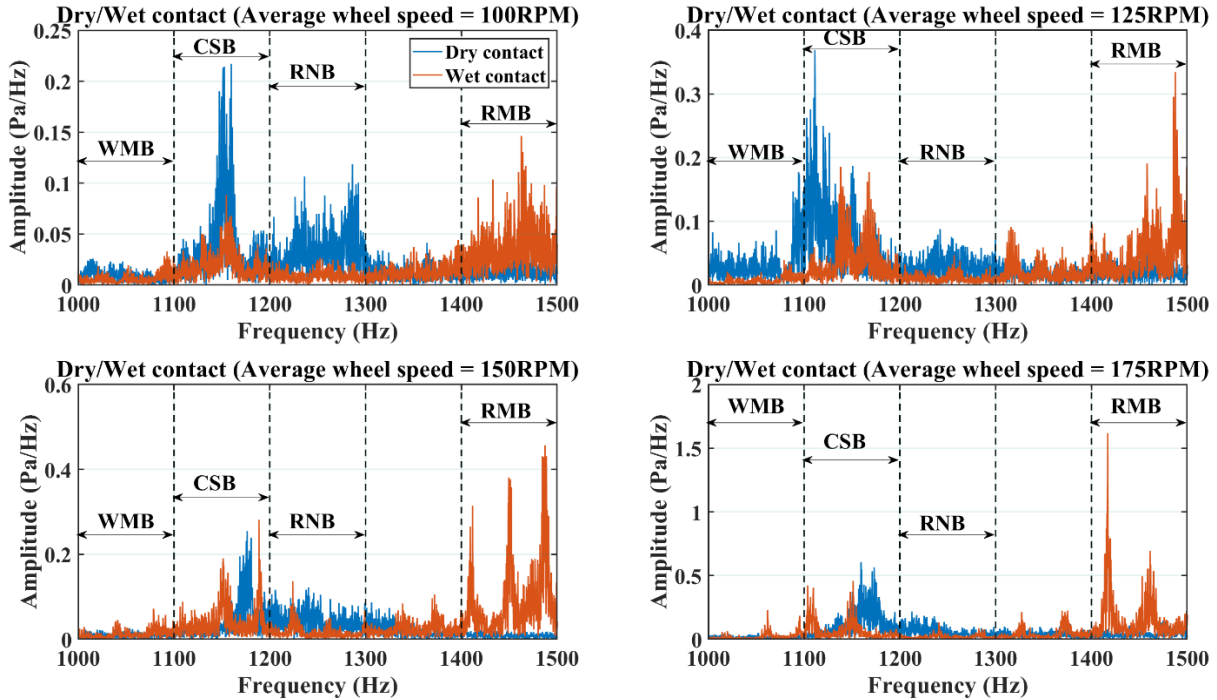 Dry/Wet contact (Average wheel speed = 100RPM)
Amplitude (Pa/Hz)
0.25
0.2
0.15
0.1
0.05
0
CSB
RNB
WMB
RMB
Dry contact
Wet contact
1000 1100 1200 1300 1400 1500
Frequency (Hz)
Dry/Wet contact (Average wheel speed = 125RPM)
Amplitude (Pa/Hz)
0.4
0.3
0.2
0.1
0
CSB
RMB
WMB
RNB
1000 1100 1200 1300 1400 1500
Frequency (Hz)
Dry/Wet contact (Average wheel speed = 150RPM)
Amplitude (Pa/Hz)
0.6
0.4
0.2
0
RMB
CSB
WMB
RNB
1000 1100 1200 1300 1400 1500
Frequency (Hz)
Dry/Wet contact (Average wheel speed = 175RPM)
Amplitude (Pa/Hz)
2
1.5
1
0.5
0
WMB
RMB
CSB
RNB
1000 1100 1200 1300 1400 1500
Frequency (Hz)